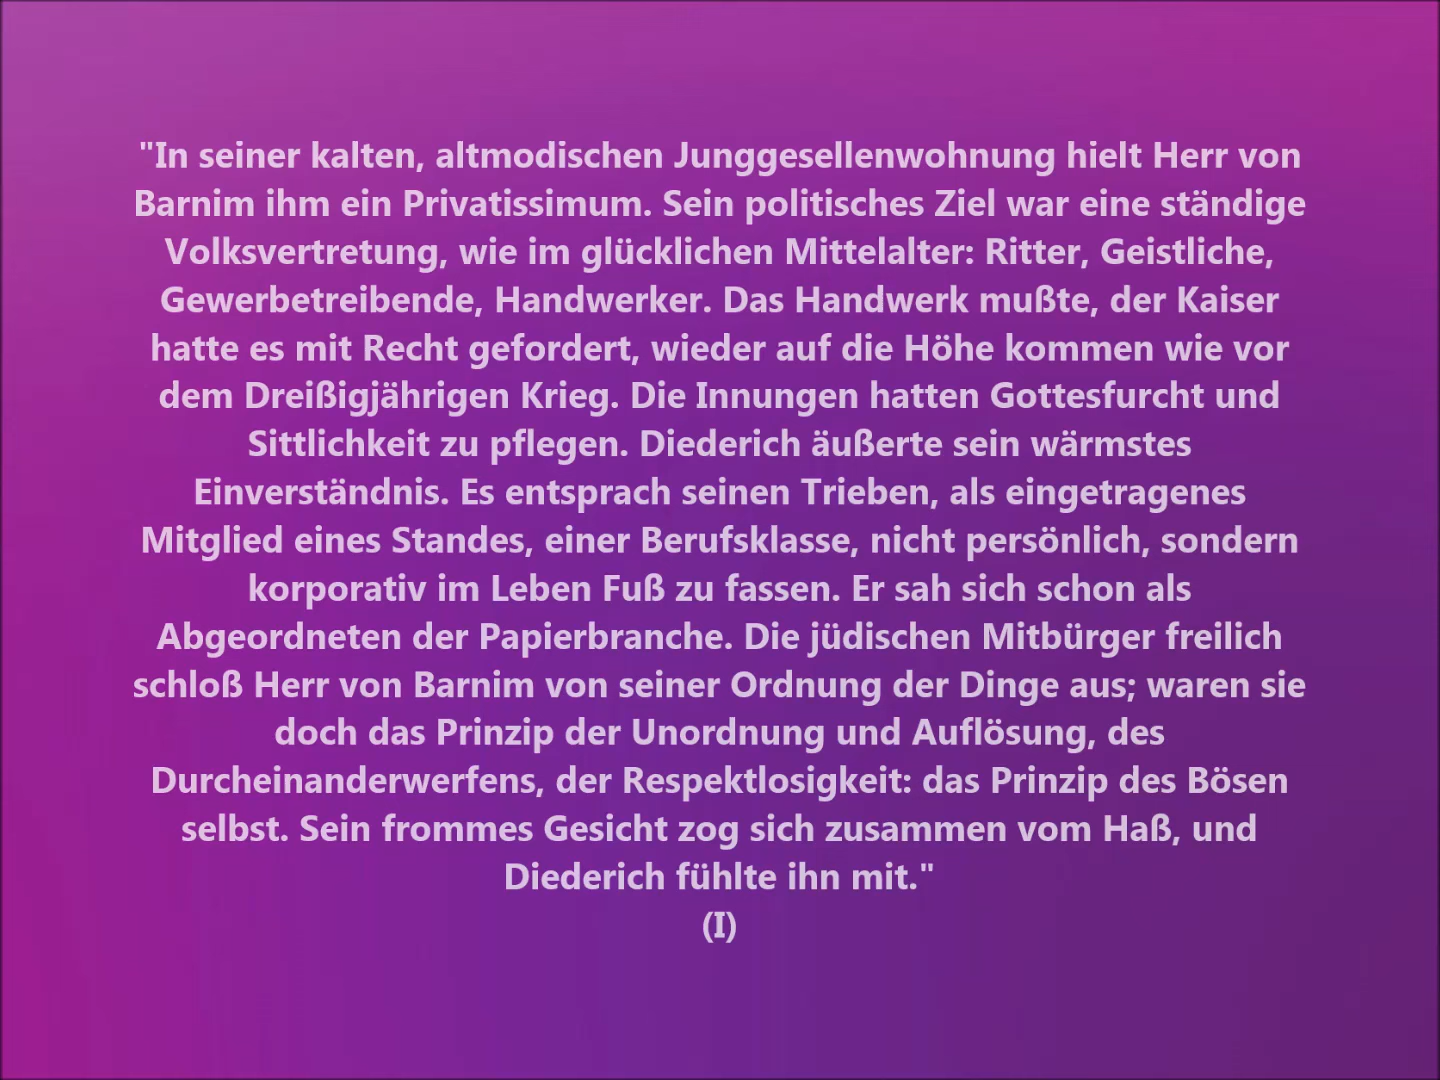 "In seiner kalten, altmodischen Junggesellenwohnung hielt Herr von
Barnim ihm ein Privatissimum. Sein politisches Ziel war eine ständige
Volksvertretung, wie im glücklichen Mittelalter: Ritter, Geistliche,
Gewerbetreibende, Handwerker. Das Handwerk mußte, der Kaiser
hatte es mit Recht gefordert, wieder auf die Höhe kommen wie vor
dem Dreißigjährigen Krieg. Die Innungen hatten Gottesfurcht und
Sittlichkeit zu pflegen. Diederich äußerte sein wärmstes
Einverständnis. Es entsprach seinen Trieben, als eingetragenes
Mitglied eines Standes, einer Berufsklasse, nicht persönlich, sondern
korporativ im Leben Fuß zu fassen. Er sah sich schon als
Abgeordneten der Papierbranche. Die jüdischen Mitbürger freilich
schloß Herr von Barnim von seiner Ordnung der Dinge aus; waren sie
doch das Prinzip der Unordnung und Auflösung, des
Durcheinanderwerfens, der Respektlosigkeit: das Prinzip des Bösen
selbst. Sein frommes Gesicht zog sich zusammen vom Haß, und
Diederich fühlte ihn mit."
(I)